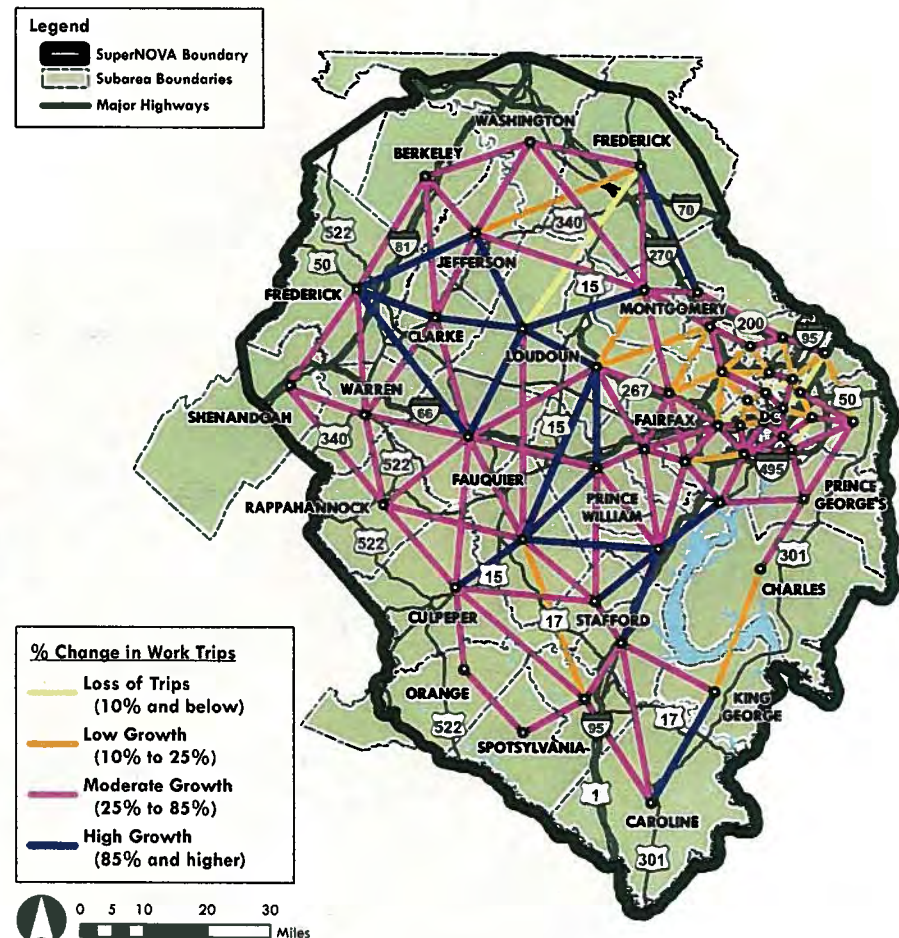 Legend
SuperNOVA Boundary
Subarea Boundaries
Major Highways
WASHINGTON
FREDERICK
BERKELEY
340
70
522
81
270
50
JEFFERSON
15
FREDERICK
MONTGOMERY
200
95
CLARKE
LOUDOUN
267
50
WARREN
66
FAIRFAX
DC
SHENANDOAH
15
340
522
495
FAUQUIER
PRINCE
WILLIAM
PRINCE
GEORGE'S
RAPPAHANNOCK
522
301
15
CHARLES
CULPEPER
17
STAFFORD
% Change in Work Trips
Loss of Trips
(10% and below)
Low Growth
(10% to 25%)
Moderate Growth
(25% to 85%)
High Growth
(85% and higher)
ORANGE
KING
GEORGE
522
95
17
SPOTSYLVANIA
1
CAROLINE
301
0 5 10 20 30
Miles